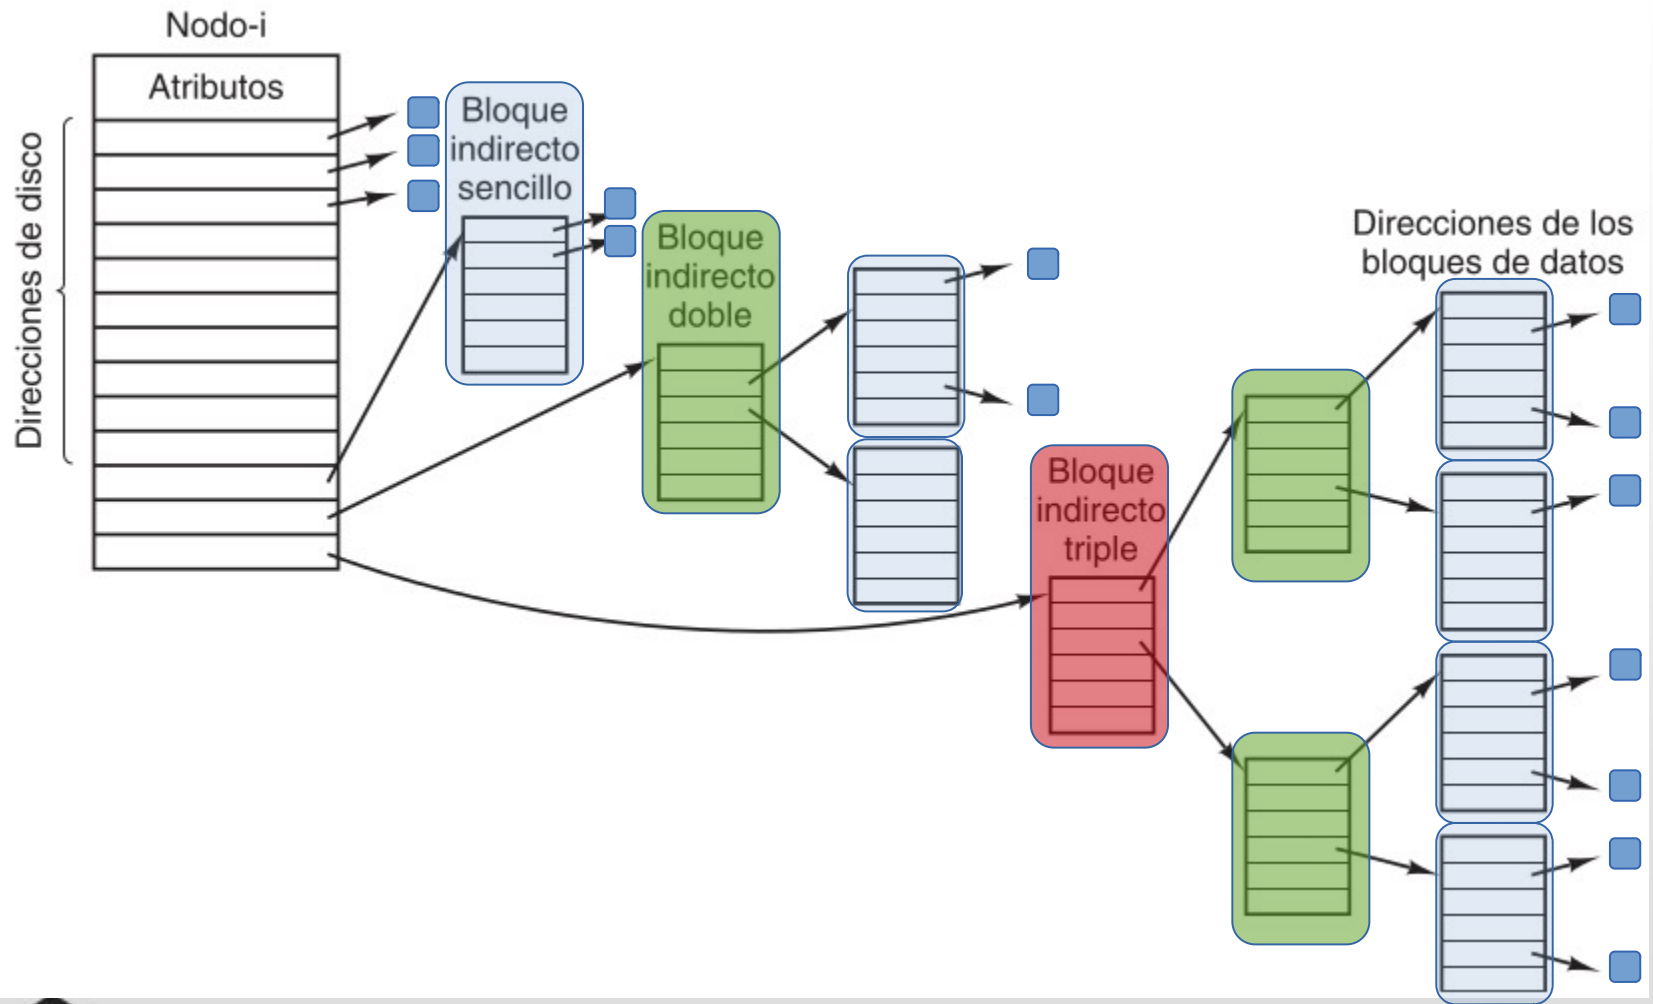 Nodo-i
Atributos
Direcciones de disco
Bloque
indirecto
sencillo
Bloque
indirecto
doble
Bloque
indirecto
triple
Direcciones de los
bloques de datos